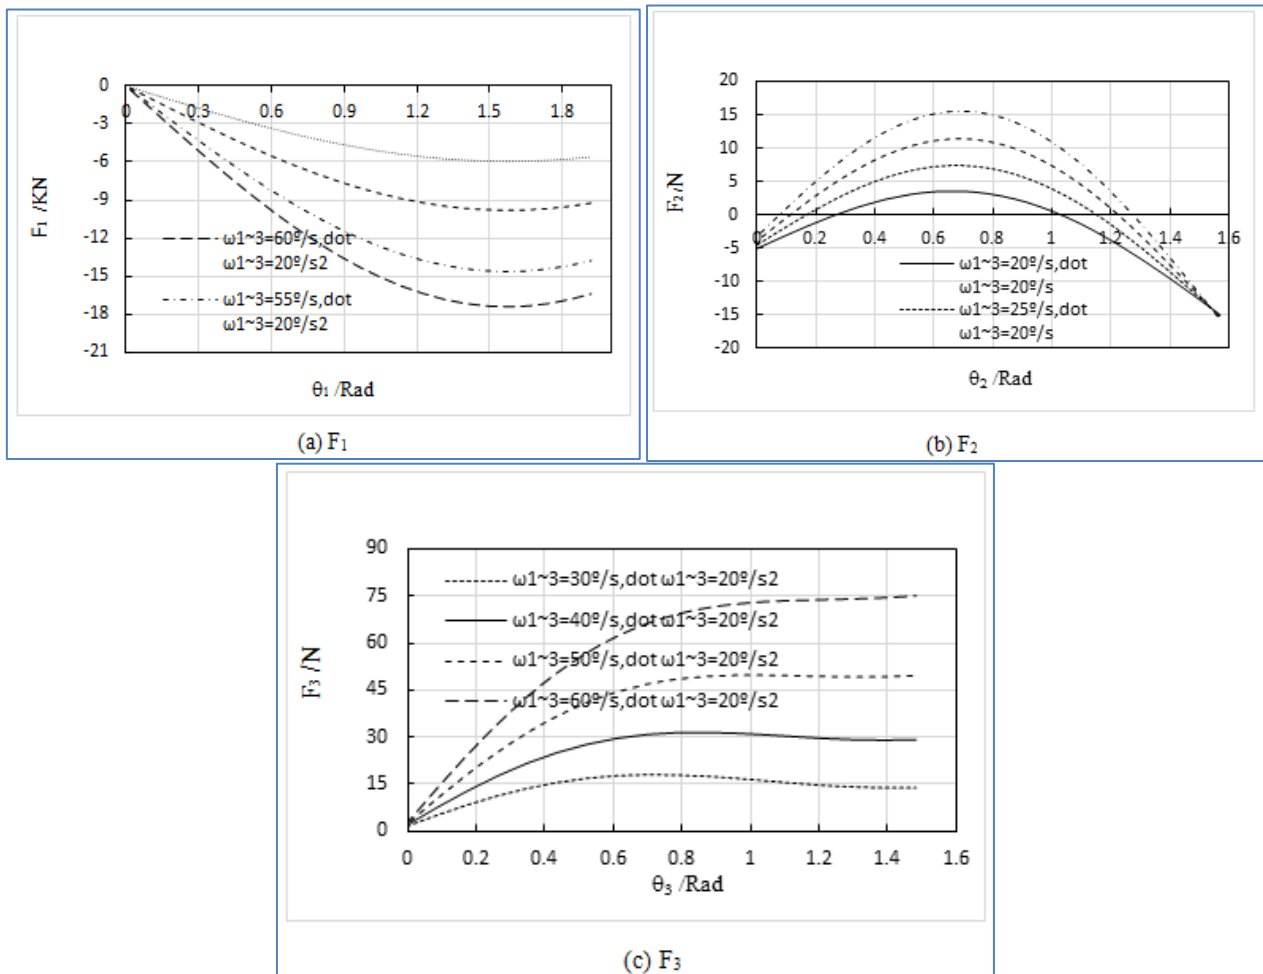 0
0 0.3 0.6 0.9 1.2 1.5 1.8
-3
-6
-9
-12
-15
-18
-21
F₁ /KN
ω1~3=60º/s,dot
ω1~3=20º/s2
ω1~3=55º/s,dot
ω1~3=20º/s2
θ₁ /Rad
(a) F₁
20
15
10
5
0
-5
-10
-15
-20
F₂/N
0 0.2 0.4 0.6 0.8 1 1.2 1.4 1.6
ω1~3=20º/s,dot
ω1~3=20º/s
ω1~3=25º/s,dot
ω1~3=20º/s
θ₂ /Rad
(b) F₂
90
75
60
45
30
15
0
F₃ /N
ω1~3=30º/s,dot ω1~3=20º/s2
ω1~3=40º/s,dot ω1~3=20º/s2
ω1~3=50º/s,dot ω1~3=20º/s2
ω1~3=60º/s,dot ω1~3=20º/s2
0 0.2 0.4 0.6 0.8 1 1.2 1.4 1.6
θ₃ /Rad
(c) F₃